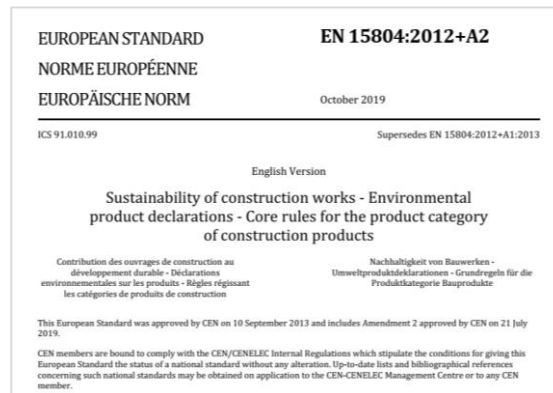 EUROPEAN STANDARD
EN 15804:2012+A2
NORME EUROPÉENNE
EUROPÄISCHE NORM
October 2019
ICS 91.010.99
Supersedes EN 15804:2012+A1:2013
English Version
Sustainability of construction works - Environmental
product declarations - Core rules for the product category
of construction products
Contribution des ouvrages de construction au
développement durable - Déclarations
environnementales sur les produits - Règles régissant
les catégories de produits de construction
Nachhaltigkeit von Bauwerken -
Umweltproduktdeklarationen - Grundregeln für die
Produktkategorie Bauprodukte
This European Standard was approved by CEN on 10 September 2013 and includes Amendment 2 approved by CEN on 21 July
2019.
CEN members are bound to comply with the CEN/CENELEC Internal Regulations which stipulate the conditions for giving this
European Standard the status of a national standard without any alteration. Up-to-date lists and bibliographical references
concerning such national standards may be obtained on application to the CEN-CENELEC Management Centre or to any CEN
member.